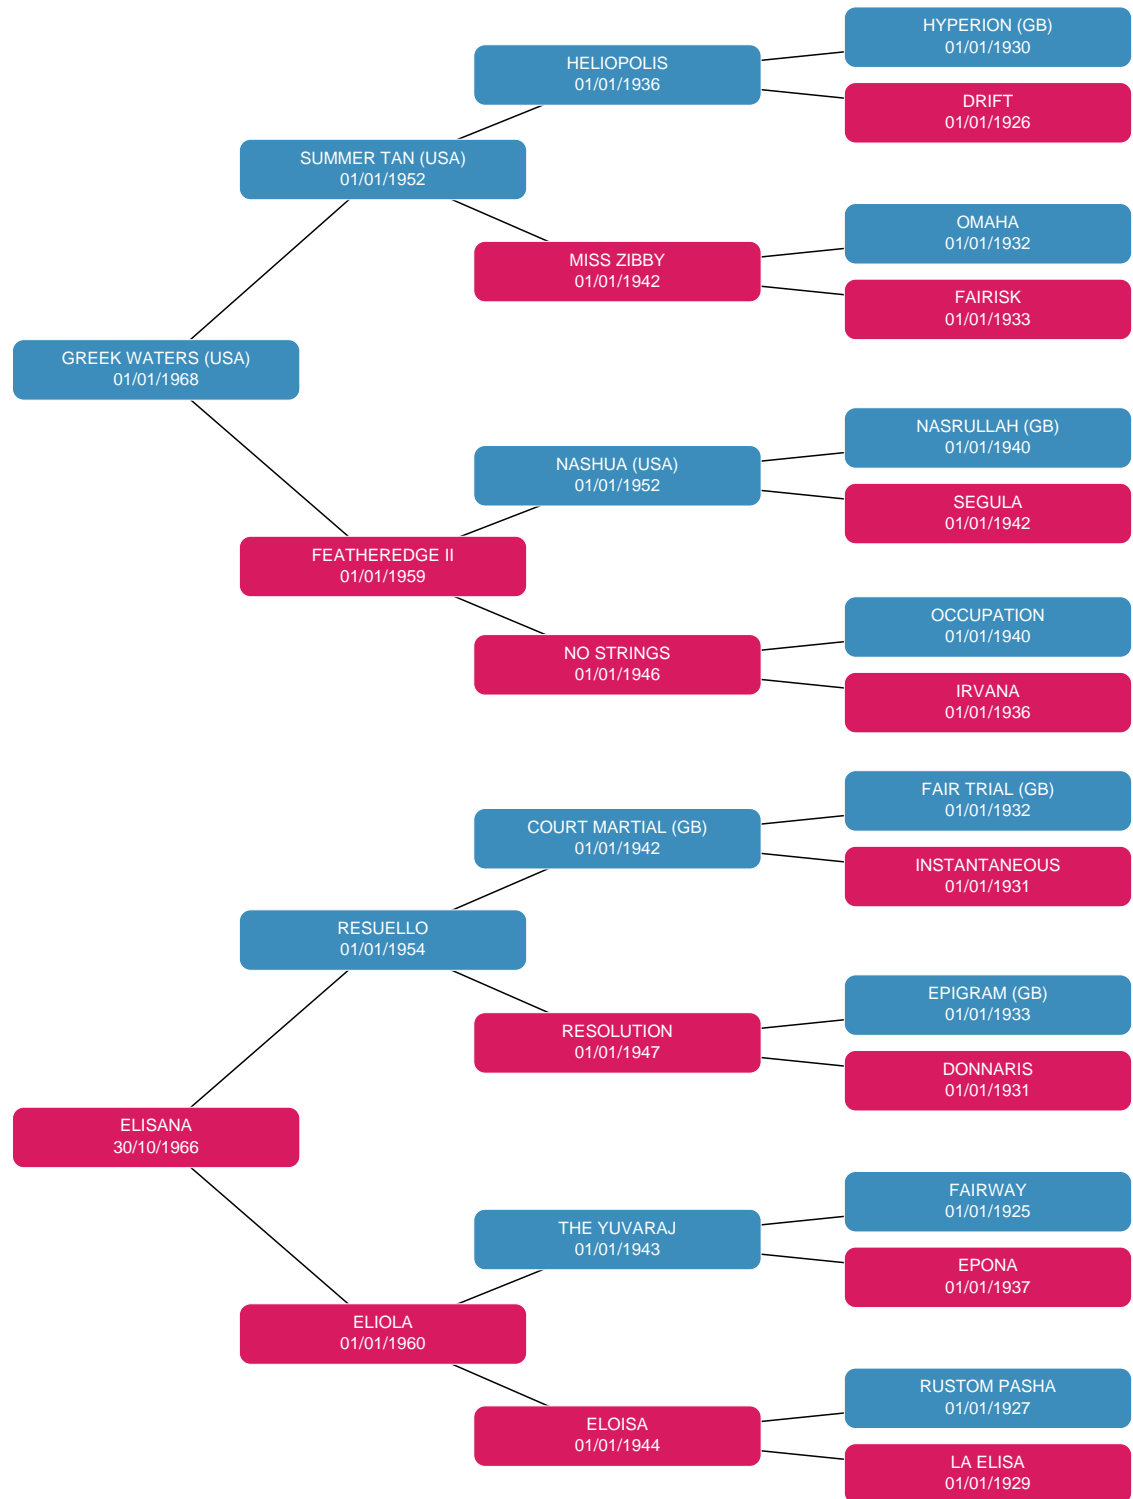 HYPERION (GB)
01/01/1930
HELIOPOLIS
01/01/1936
DRIFT
01/01/1926
SUMMER TAN (USA)
01/01/1952
OMAHA
01/01/1932
MISS ZIBBY
01/01/1942
FAIRISK
01/01/1933
GREEK WATERS (USA)
01/01/1968
NASRULLAH (GB)
01/01/1940
NASHUA (USA)
01/01/1952
SEGULA
01/01/1942
FEATHEREDGE II
01/01/1959
OCCUPATION
01/01/1940
NO STRINGS
01/01/1946
IRVANA
01/01/1936
FAIR TRIAL (GB)
01/01/1932
COURT MARTIAL (GB)
01/01/1942
INSTANTANEOUS
01/01/1931
RESUELLO
01/01/1954
EPIGRAM (GB)
01/01/1933
RESOLUTION
01/01/1947
DONNARIS
01/01/1931
ELISANA
30/10/1966
FAIRWAY
01/01/1925
THE YUVARAJ
01/01/1943
EPONA
01/01/1937
ELIOLA
01/01/1960
RUSTOM PASHA
01/01/1927
ELOISA
01/01/1944
LA ELISA
01/01/1929